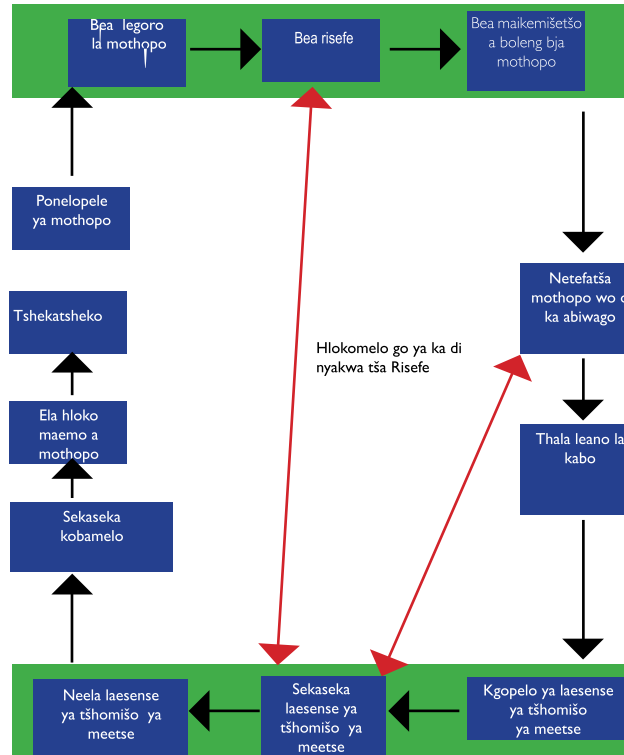 Bea legoro
la mothopo
Bea risefe
Bea maikemišetšo
a boleng bja
mothopo
Ponelopele
ya mothopo
Netefatša
mothopo wo o
ka abiwago
Tshekatsheko
Hlokomelo go ya ka di
nyakwa tša Risefe
Ela hloko
maemo a
mothopo
Thala leano la
kabo
Sekaseka
kobamelo
Neela laesense
ya tšhomišo ya
meetse
Sekaseka
laesense ya
tšhomišo ya
meetse
Kgopelo ya laesense
ya tšhomišo
ya meetse